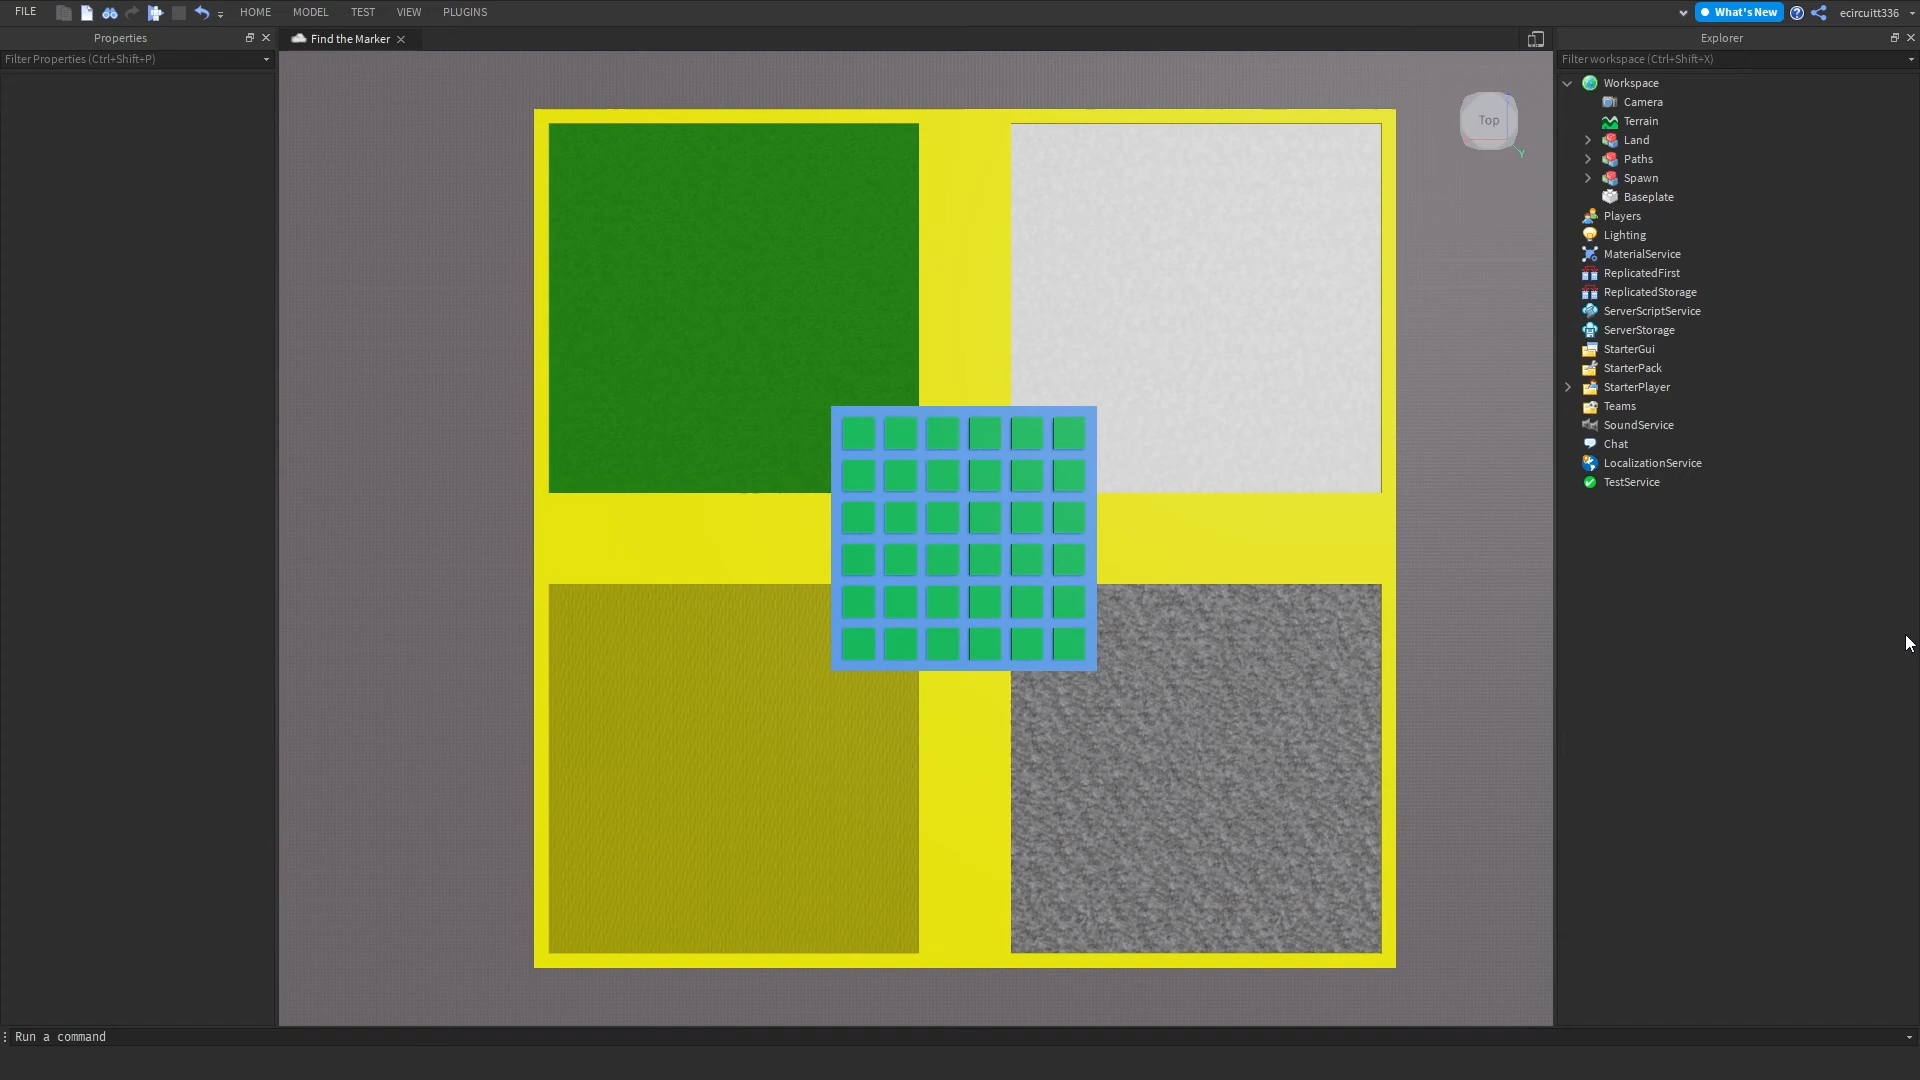 FILE
HOME
MODEL
TEST
VIEW
PLUGINS
What's New
ecircuitt336
Properties
Find the Marker
Explorer
Filter Properties (Ctrl+Shift+P)
Filter workspace (Ctrl+Shift+X)
Top
Y
Workspace
Camera
Terrain
Land
Paths
Spawn
Baseplate
Players
Lighting
MaterialService
ReplicatedFirst
ReplicatedStorage
ServerScriptService
ServerStorage
StarterGui
StarterPack
StarterPlayer
Teams
SoundService
Chat
LocalizationService
TestService
Run a command